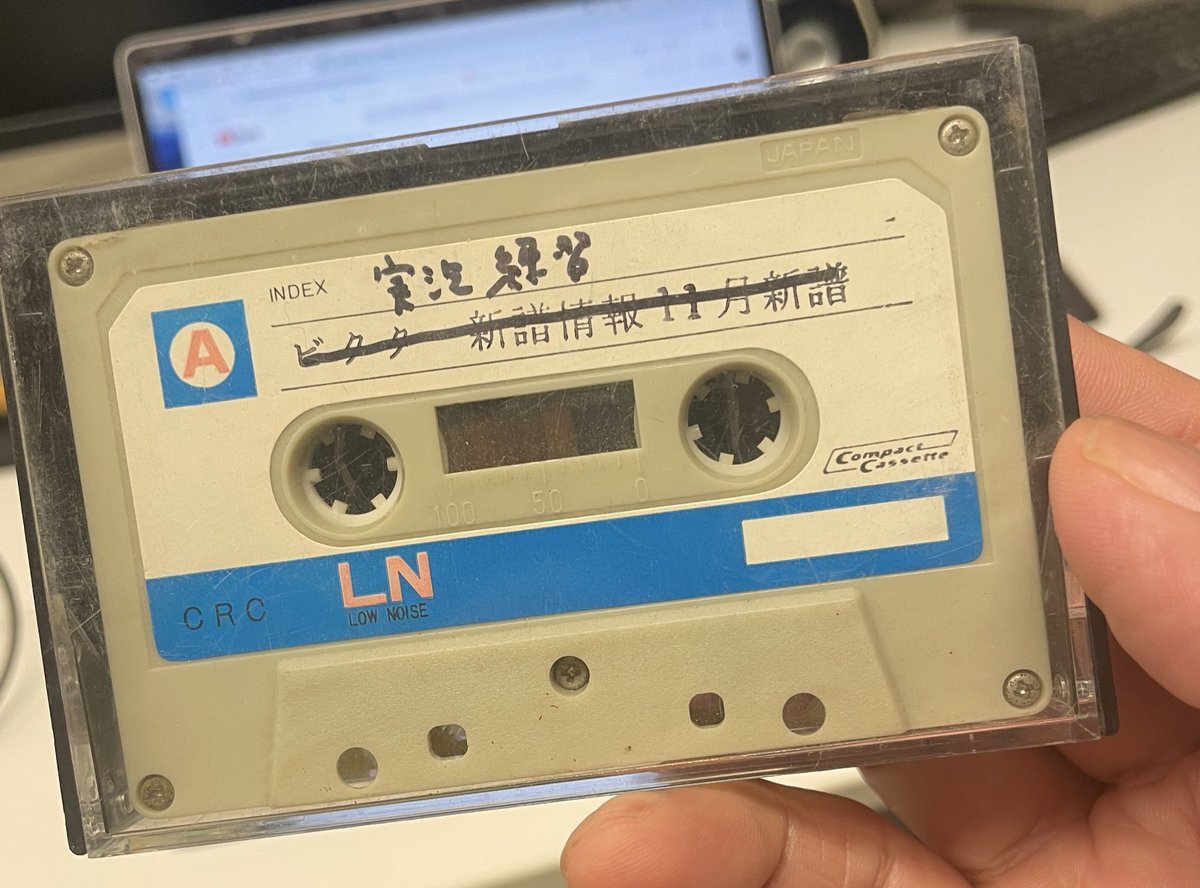 JAPAN
INDEX 実況 練習
A
ビクター 新譜情報 11月新譜
100 50 0
Compact Cassette
CRC
LN
LOW NOISE